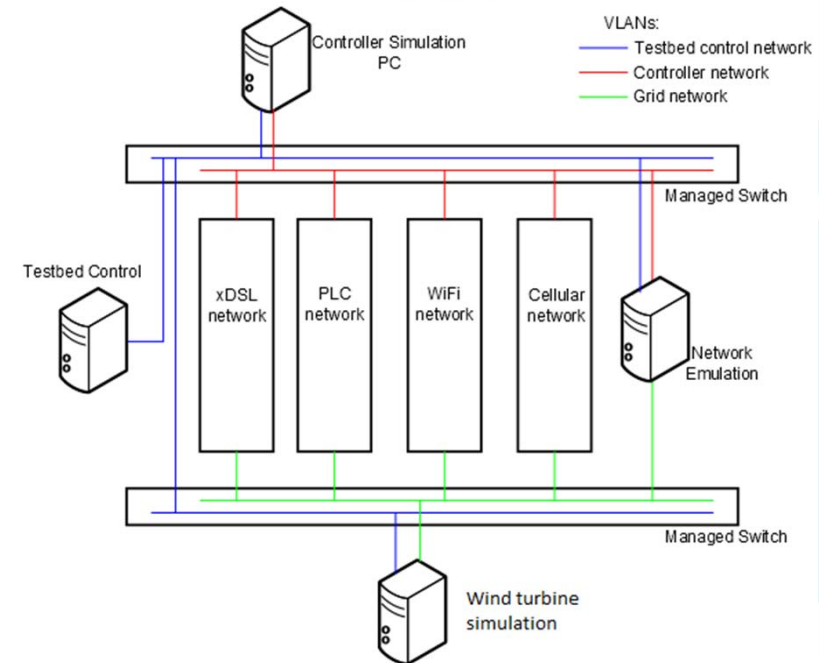 VLANs:
Testbed control network
Controller network
Grid network
Controller Simulation
PC
Managed Switch
Testbed Control
xDSL
network
PLC
network
WiFi
network
Cellular
network
Network
Emulation
Managed Switch
Wind turbine
simulation